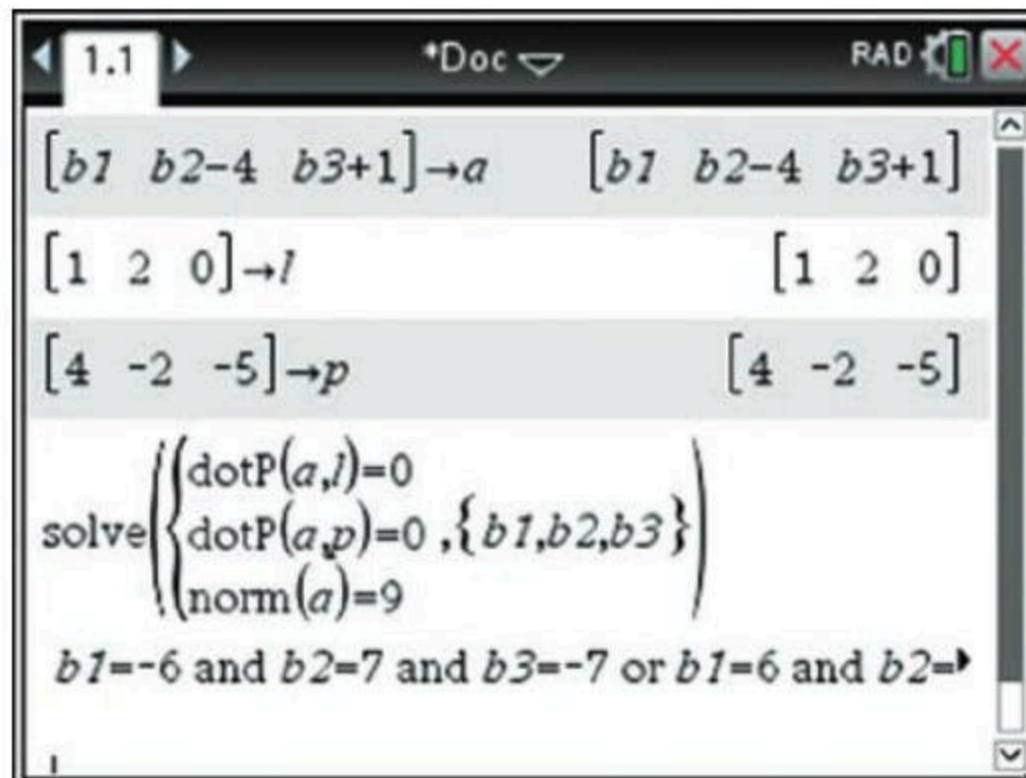 1.1 *Doc RAD
[b1 b2-4 b3+1]→a [b1 b2-4 b3+1]
[1 2 0]→l [1 2 0]
[4 -2 -5]→p [4 -2 -5]
dotP(a,l)=0
solve({dotP(a,p)=0 ,{b1,b2,b3})
norm(a)=9
b1=-6 and b2=7 and b3=-7 or b1=6 and b2=